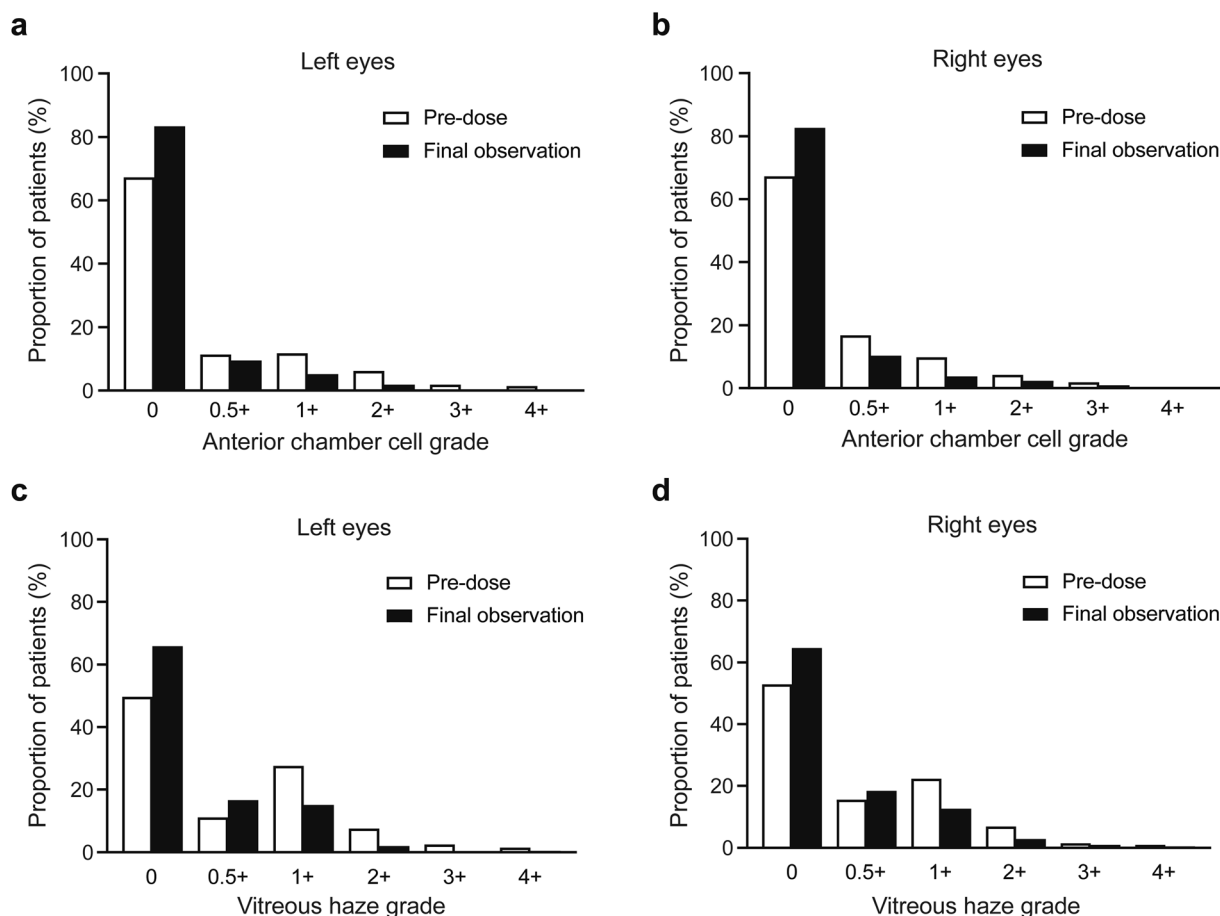 a
Left eyes
Proportion of patients (%)
100
80
60
40
20
0
Pre-dose
Final observation
0 0.5+ 1+ 2+ 3+ 4+
Anterior chamber cell grade
b
Right eyes
Proportion of patients (%)
100
80
60
40
20
0
Pre-dose
Final observation
0 0.5+ 1+ 2+ 3+ 4+
Anterior chamber cell grade
c
Left eyes
Proportion of patients (%)
100
80
60
40
20
0
Pre-dose
Final observation
0 0.5+ 1+ 2+ 3+ 4+
Vitreous haze grade
d
Right eyes
Proportion of patients (%)
100
80
60
40
20
0
Pre-dose
Final observation
0 0.5+ 1+ 2+ 3+ 4+
Vitreous haze grade